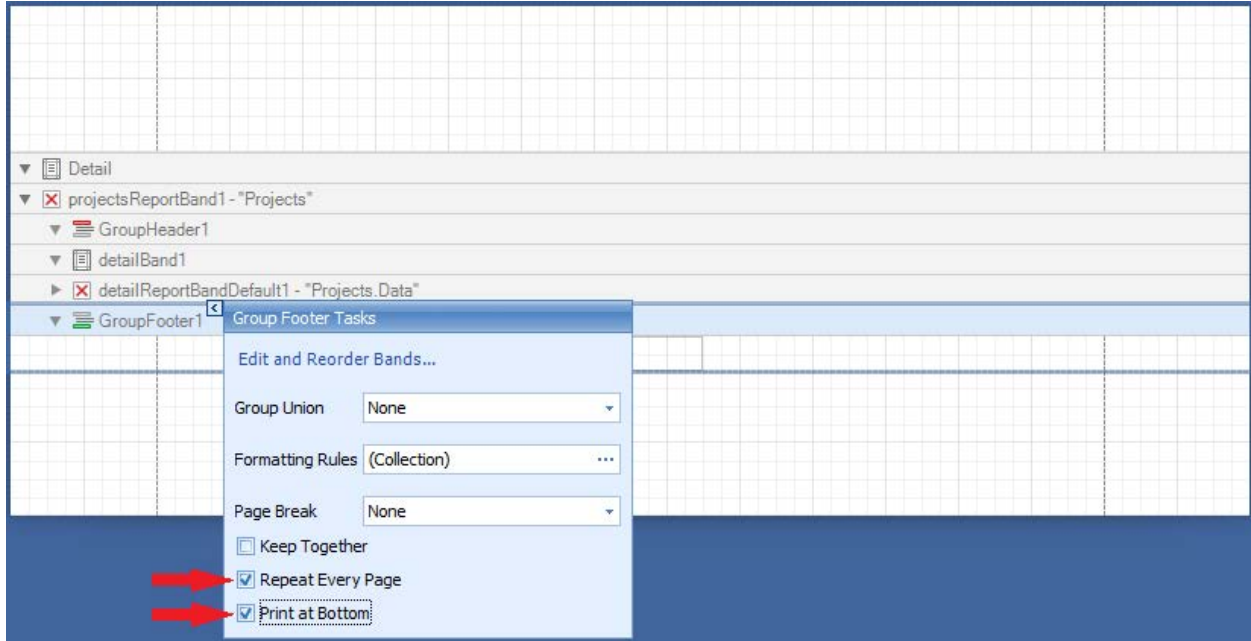 Detail
projectsReportBand1 - "Projects"
GroupHeader1
detailBand1
detailReportBandDefault1 - "Projects.Data"
GroupFooter1
Group Footer Tasks
Edit and Reorder Bands...
Group Union None
Formatting Rules (Collection)
Page Break None
Keep Together
Repeat Every Page
Print at Bottom